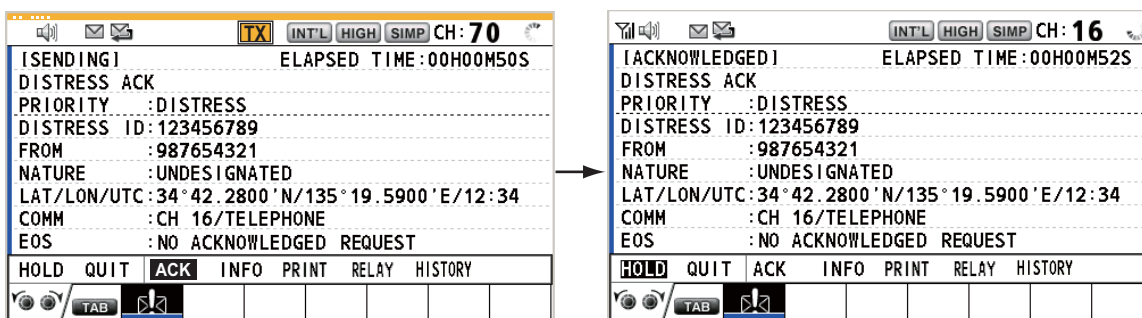 TX INT'L HIGH SIMP CH: 70
[SENDING] ELAPSED TIME:00H00M50S
DISTRESS ACK
PRIORITY :DISTRESS
DISTRESS ID:123456789
FROM :987654321
NATURE :UNDESIGNATED
LAT/LON/UTC:34°42.2800'N/135°19.5900'E/12:34
COMM :CH 16/TELEPHONE
EOS :NO ACKNOWLEDGED REQUEST
HOLD QUIT ACK INFO PRINT RELAY HISTORY
TAB
INT'L HIGH SIMP CH: 16
[ACKNOWLEDGED] ELAPSED TIME:00H00M52S
DISTRESS ACK
PRIORITY :DISTRESS
DISTRESS ID:123456789
FROM :987654321
NATURE :UNDESIGNATED
LAT/LON/UTC:34°42.2800'N/135°19.5900'E/12:34
COMM :CH 16/TELEPHONE
EOS :NO ACKNOWLEDGED REQUEST
HOLD QUIT ACK INFO PRINT RELAY HISTORY
TAB